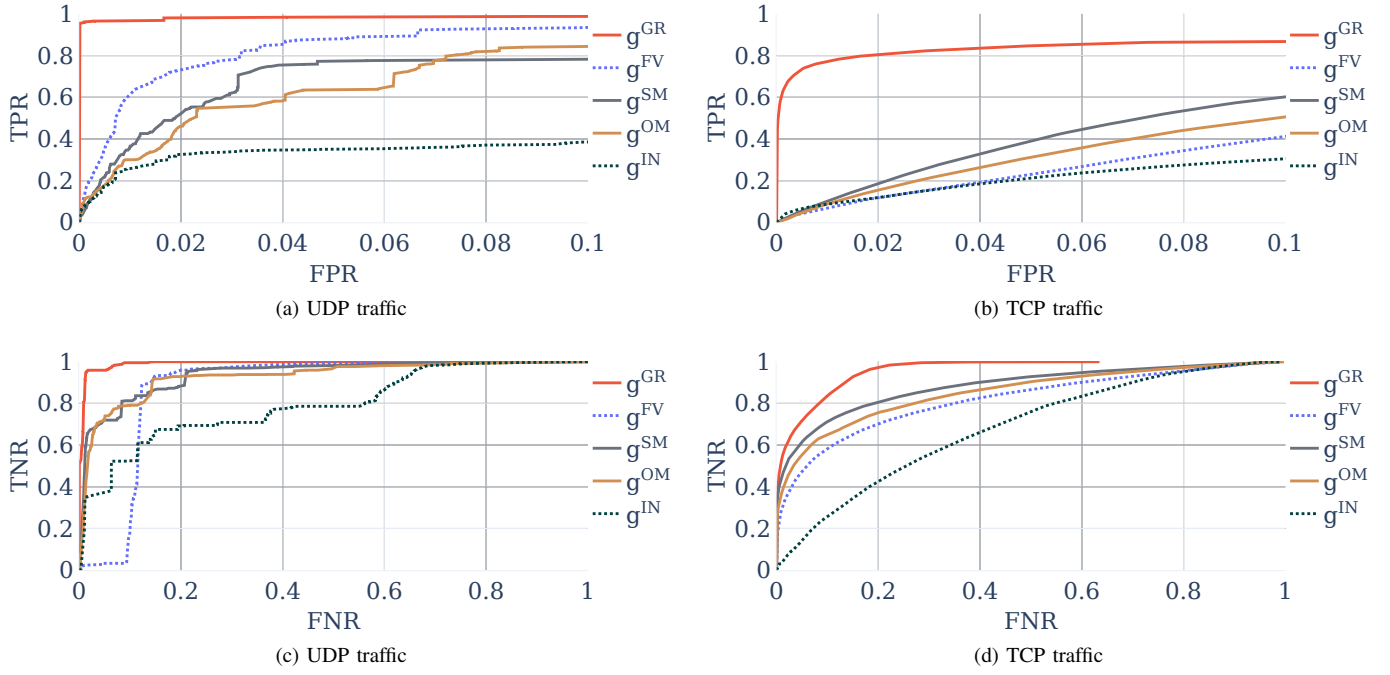 TPR
1
0.8
0.6
0.4
0.2
0
0 0.02 0.04 0.06 0.08 0.1
FPR
g^GR
g^FV
g^SM
g^OM
g^IN
(a) UDP traffic
TPR
1
0.8
0.6
0.4
0.2
0
0 0.02 0.04 0.06 0.08 0.1
FPR
g^GR
g^FV
g^SM
g^OM
g^IN
(b) TCP traffic
TNR
1
0.8
0.6
0.4
0.2
0
0 0.2 0.4 0.6 0.8 1
FNR
g^GR
g^FV
g^SM
g^OM
g^IN
(c) UDP traffic
TNR
1
0.8
0.6
0.4
0.2
0
0 0.2 0.4 0.6 0.8 1
FNR
g^GR
g^FV
g^SM
g^OM
g^IN
(d) TCP traffic